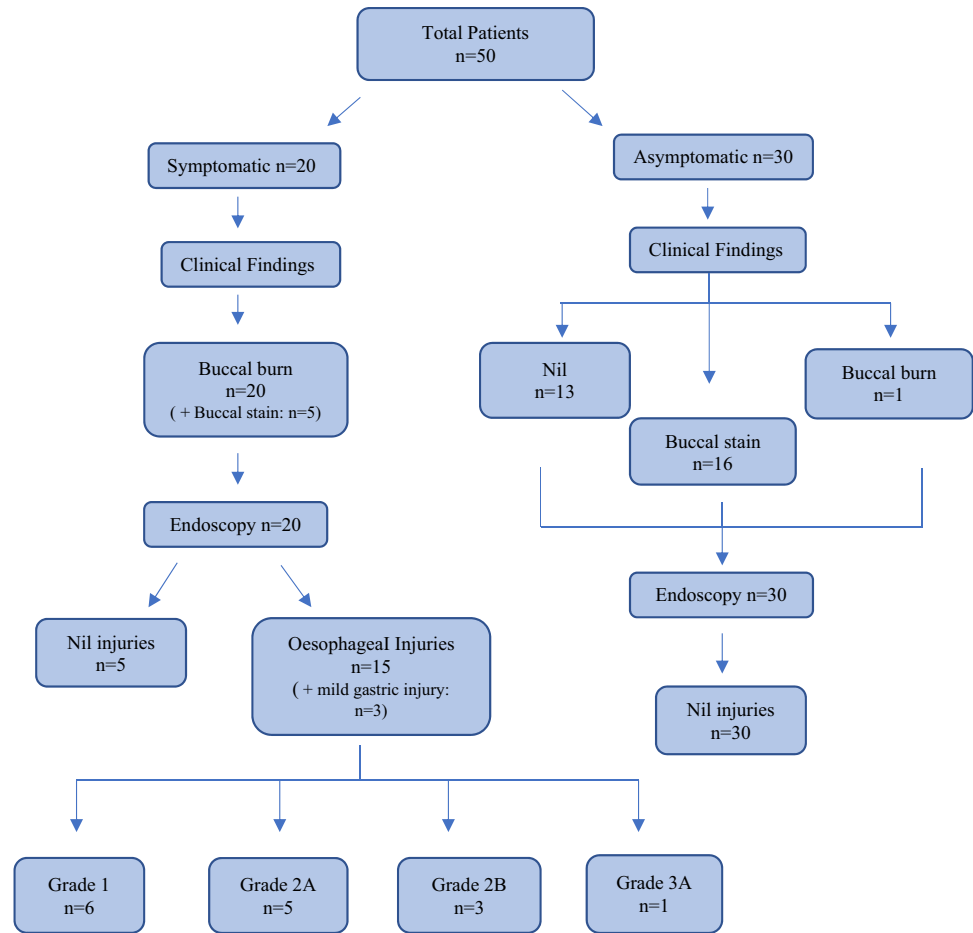 Total Patients
n=50
Symptomatic n=20
Asymptomatic n=30
Clinical Findings
Clinical Findings
Buccal burn
n=20
( + Buccal stain: n=5)
Nil
n=13
Buccal stain
n=16
Buccal burn
n=1
Endoscopy n=20
Endoscopy n=30
Nil injuries
n=5
OesophageaI Injuries
n=15
( + mild gastric injury:
n=3)
Nil injuries
n=30
Grade 1
n=6
Grade 2A
n=5
Grade 2B
n=3
Grade 3A
n=1